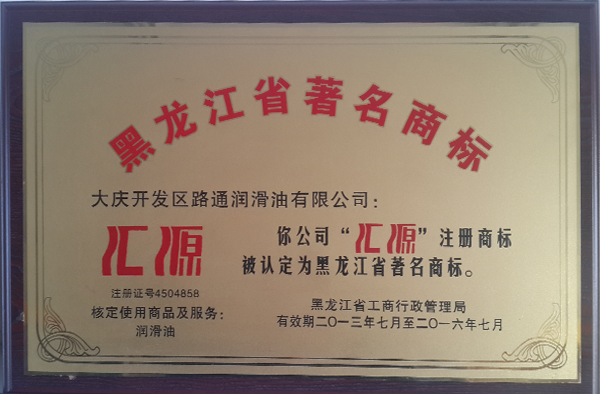 黑龙江省著名商标
大庆开发区路通润滑油有限公司:
汇源
你公司“汇源”注册商标
被认定为黑龙江省著名商标。
注册证号4504858
核定使用商品及服务:
润滑油
黑龙江省工商行政管理局
有效期二〇一三年七月至二〇一六年七月